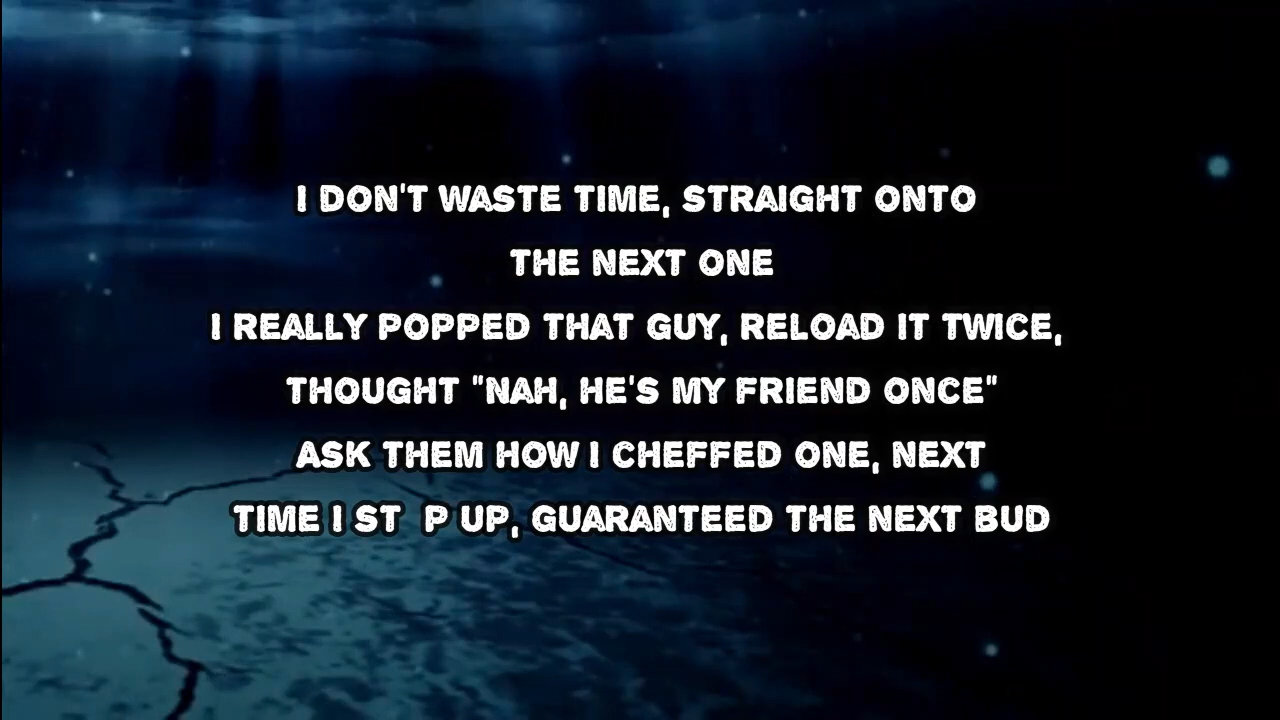 I DON'T WASTE TIME, STRAIGHT ONTO
THE NEXT ONE
I REALLY POPPED THAT GUY, RELOAD IT TWICE,
THOUGHT "NAH, HE'S MY FRIEND ONCE"
ASK THEM HOW I CHEFFED ONE, NEXT
TIME I ST  P UP, GUARANTEED THE NEXT BUD